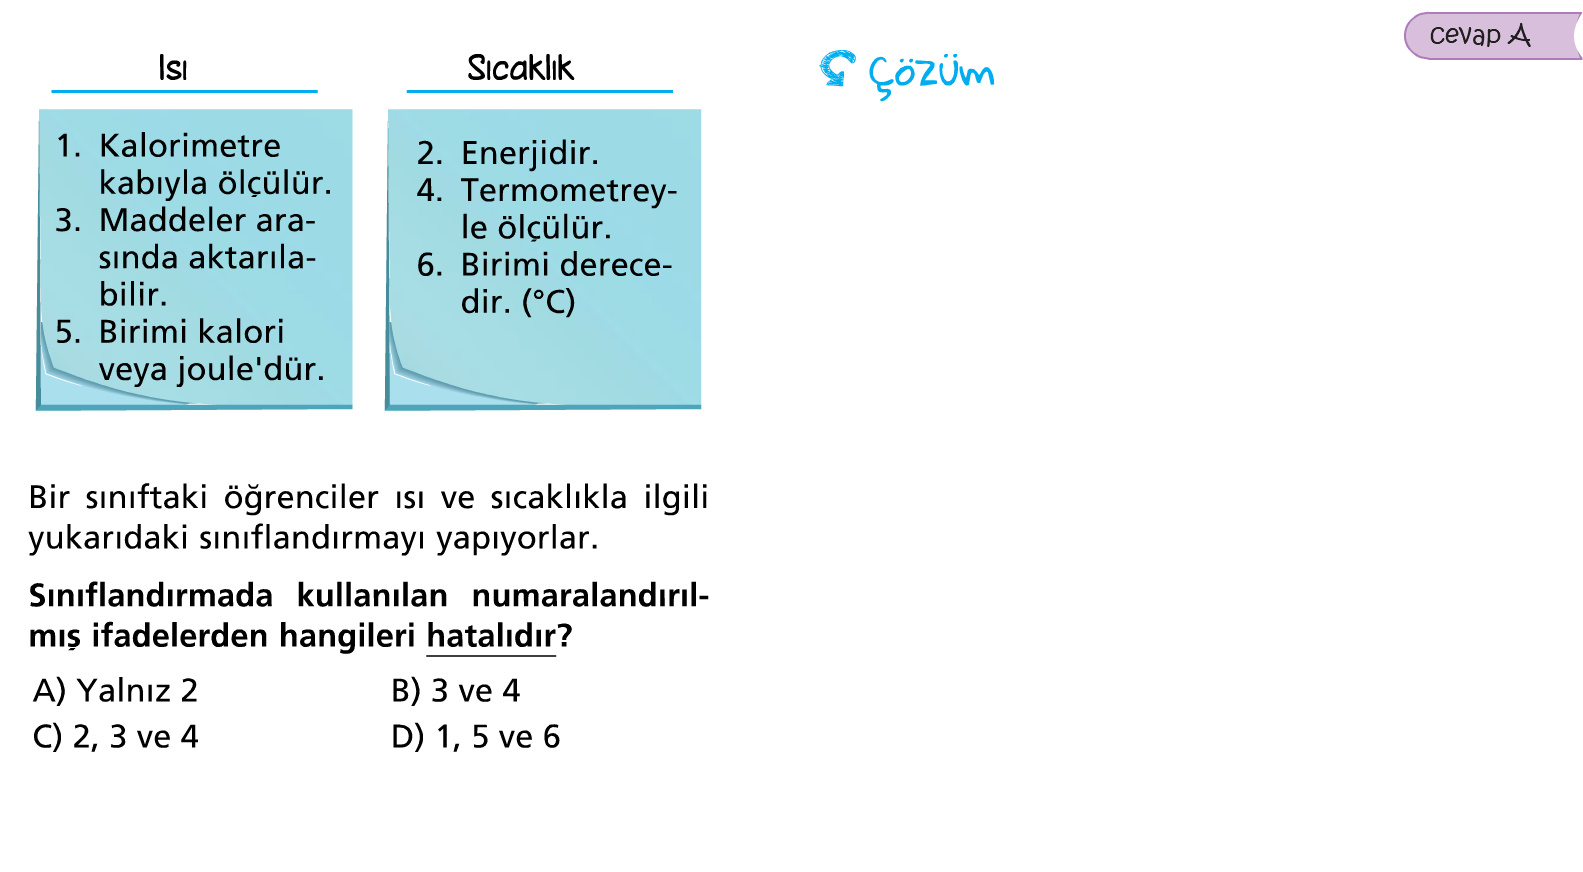 Isı
1. Kalorimetre
kabıyla ölçülür.
3. Maddeler ara-
sında aktarıla-
bilir.
5. Birimi kalori
veya joule'dür.
Sıcaklık
2. Enerjidir.
4. Termometrey-
le ölçülür.
6. Birimi derece-
dir. (°C)
Bir sınıftaki öğrenciler ısı ve sıcaklıkla ilgili
yukarıdaki sınıflandırmayı yapıyorlar.
Sınıflandırmada kullanılan numaralandırıl-
mış ifadelerden hangileri hatalıdır?
A) Yalnız 2
B) 3 ve 4
C) 2, 3 ve 4
D) 1, 5 ve 6
Çözüm
cevap A